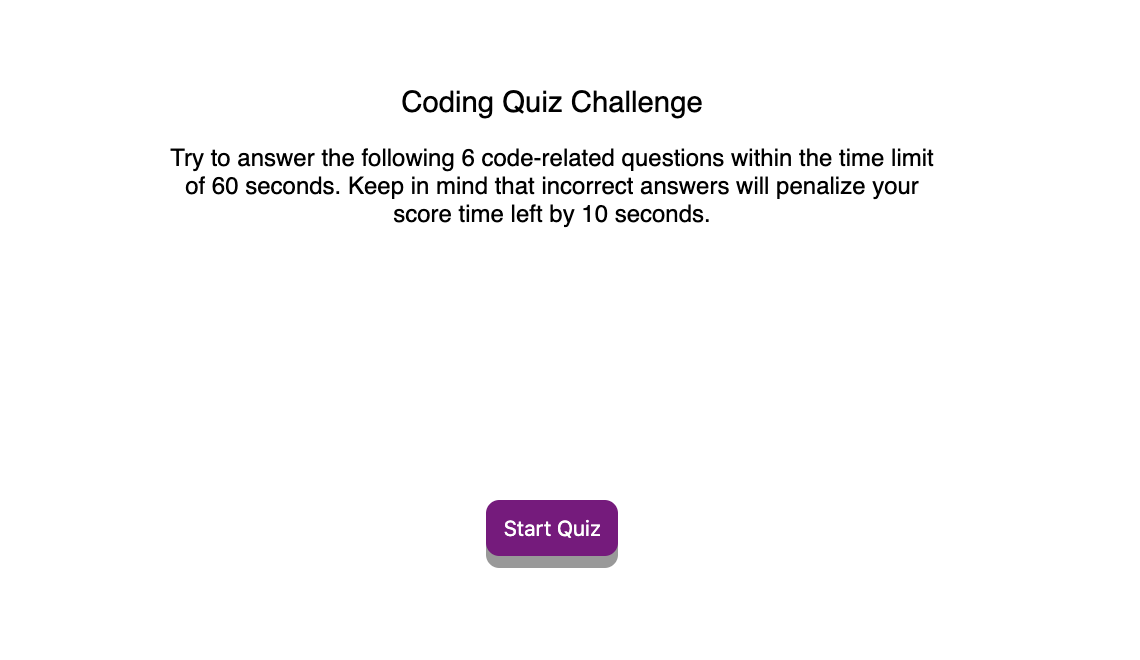 Coding Quiz Challenge
Try to answer the following 6 code-related questions within the time limit
of 60 seconds. Keep in mind that incorrect answers will penalize your
score time left by 10 seconds.
Start Quiz